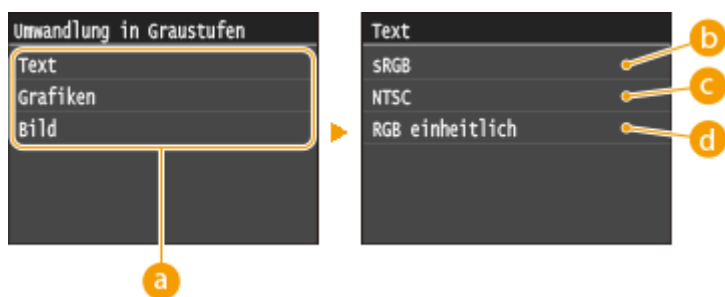 Umwandlung in Graustufen
Text
Grafiken
Bild
a
Text
sRGB
NTSC
RGB einheitlich
b
c
d